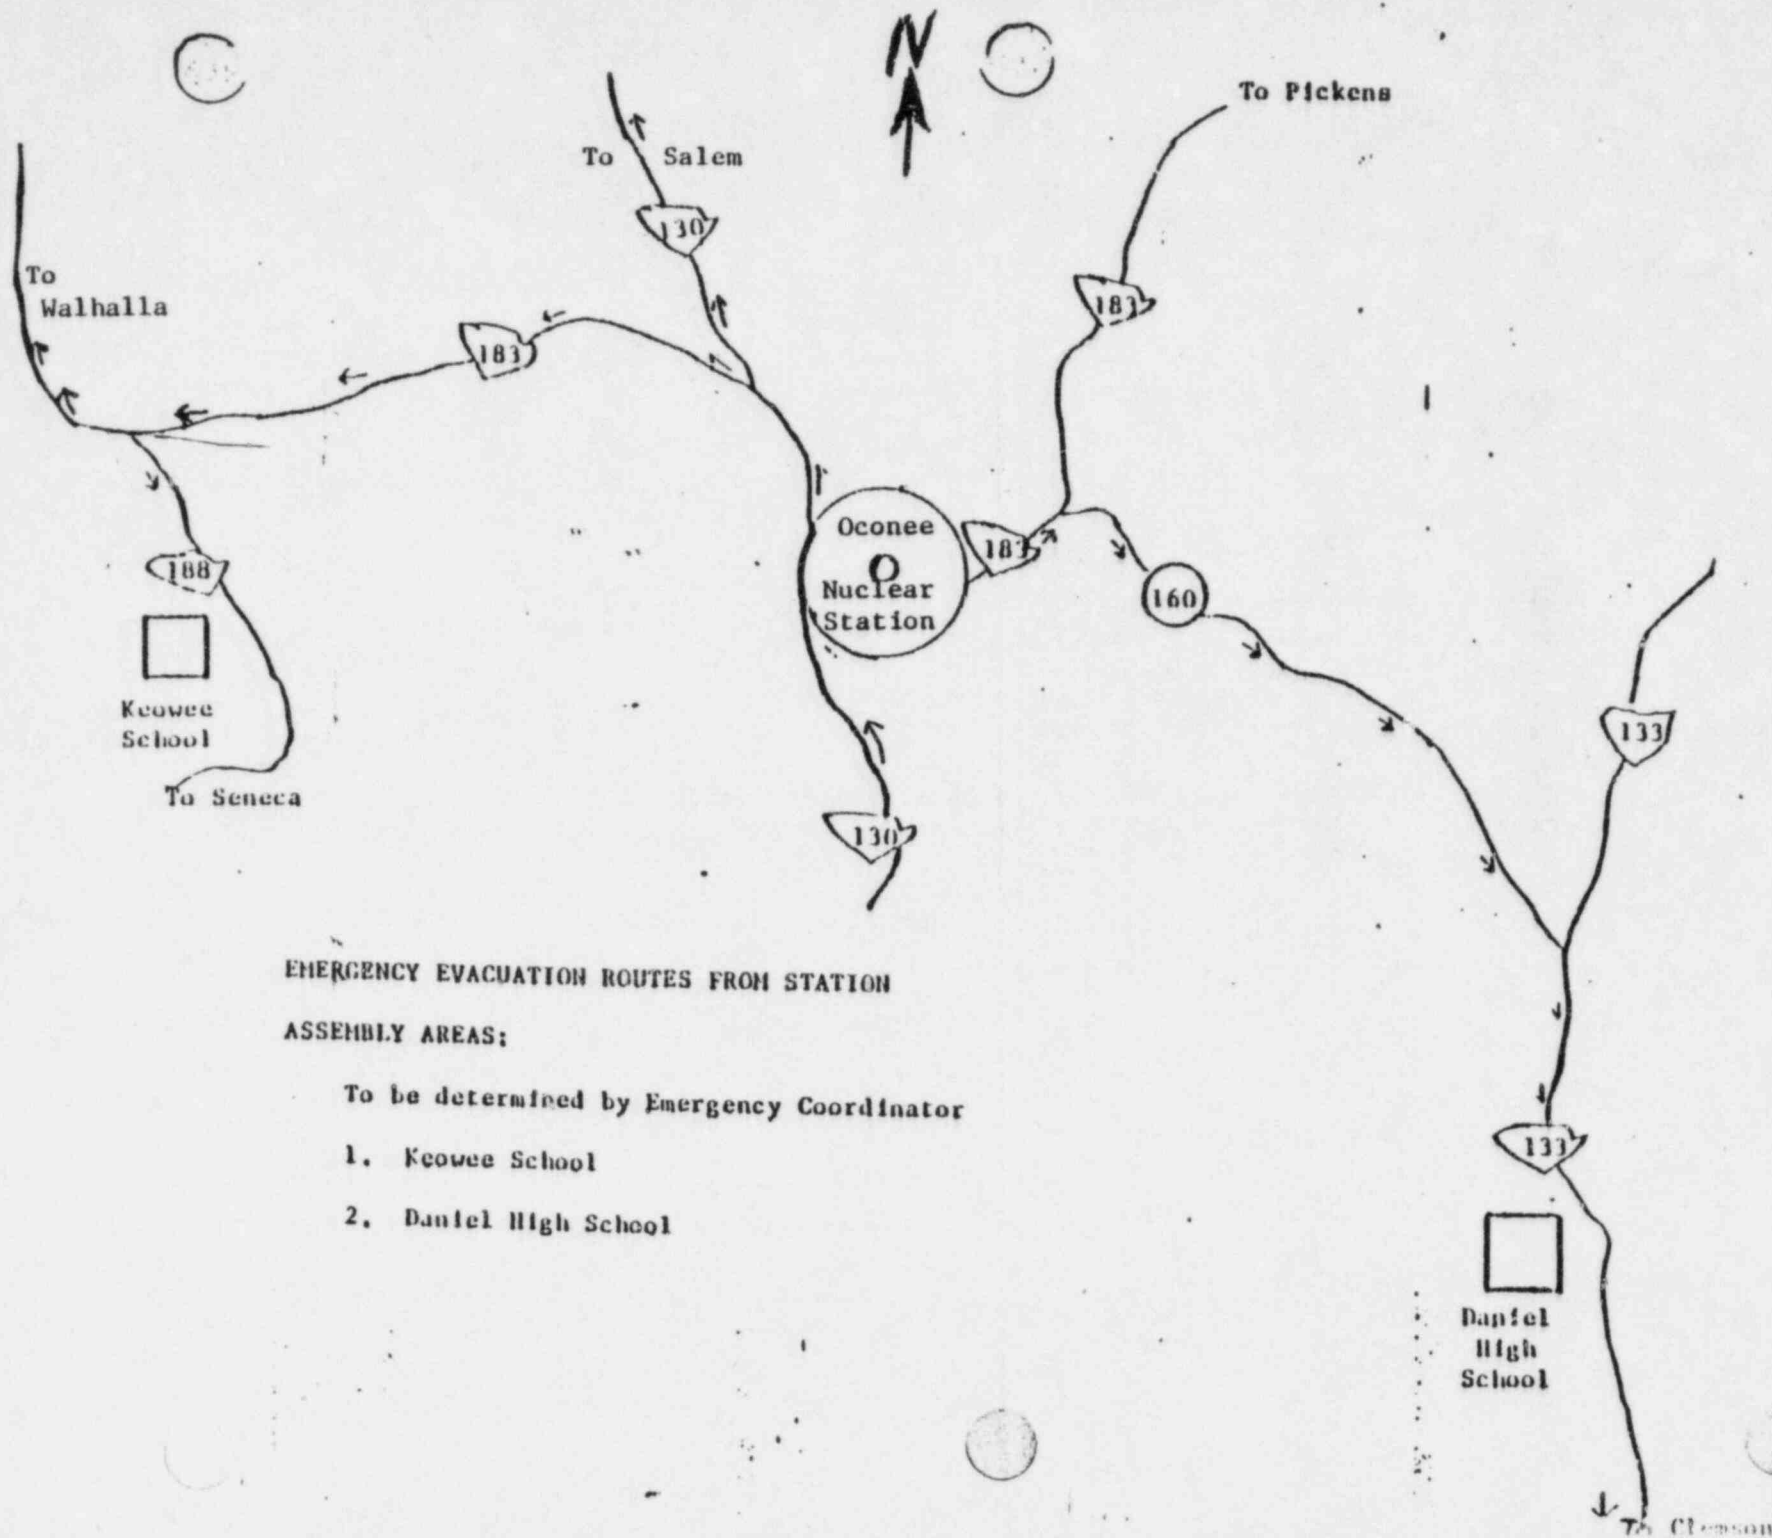 N
To Pickens
To Salem
130
183
To
Walhalla
183
Oconee
Nuclear
Station
183
188
160
Keowee
School
133
To Seneca
130
EMERGENCY EVACUATION ROUTES FROM STATION
ASSEMBLY AREAS:
To be determined by Emergency Coordinator
1. Keowee School
2. Daniel High School
133
Daniel
High
School
To Clemson